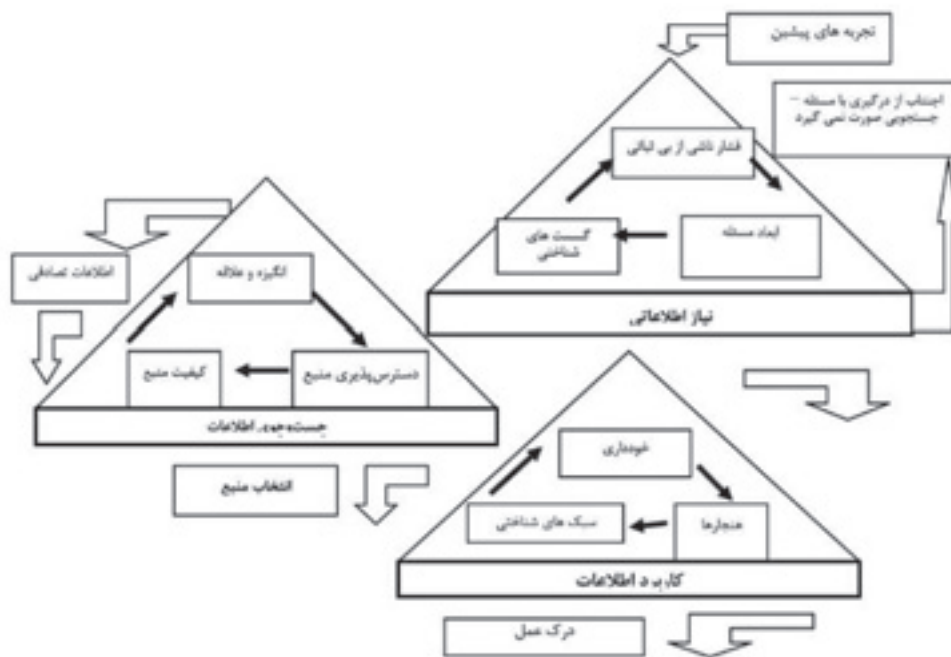 تجربه های پیشین
اجتناب از درگیری با مسئله –
جستجویی صورت نمی گیرد
فشار ناشی از بی ثباتی
گسست های
شناختی
ابعاد مسئله
نیاز اطلاعاتی
اطلاعات تصادفی
انگیزه و علاقه
کیفیت منبع
دسترس‌پذیری منبع
جست‌وجوی اطلاعات
انتخاب منبع
خودداری
سبک های شناختی
هنجارها
کاربرد اطلاعات
درک عمل